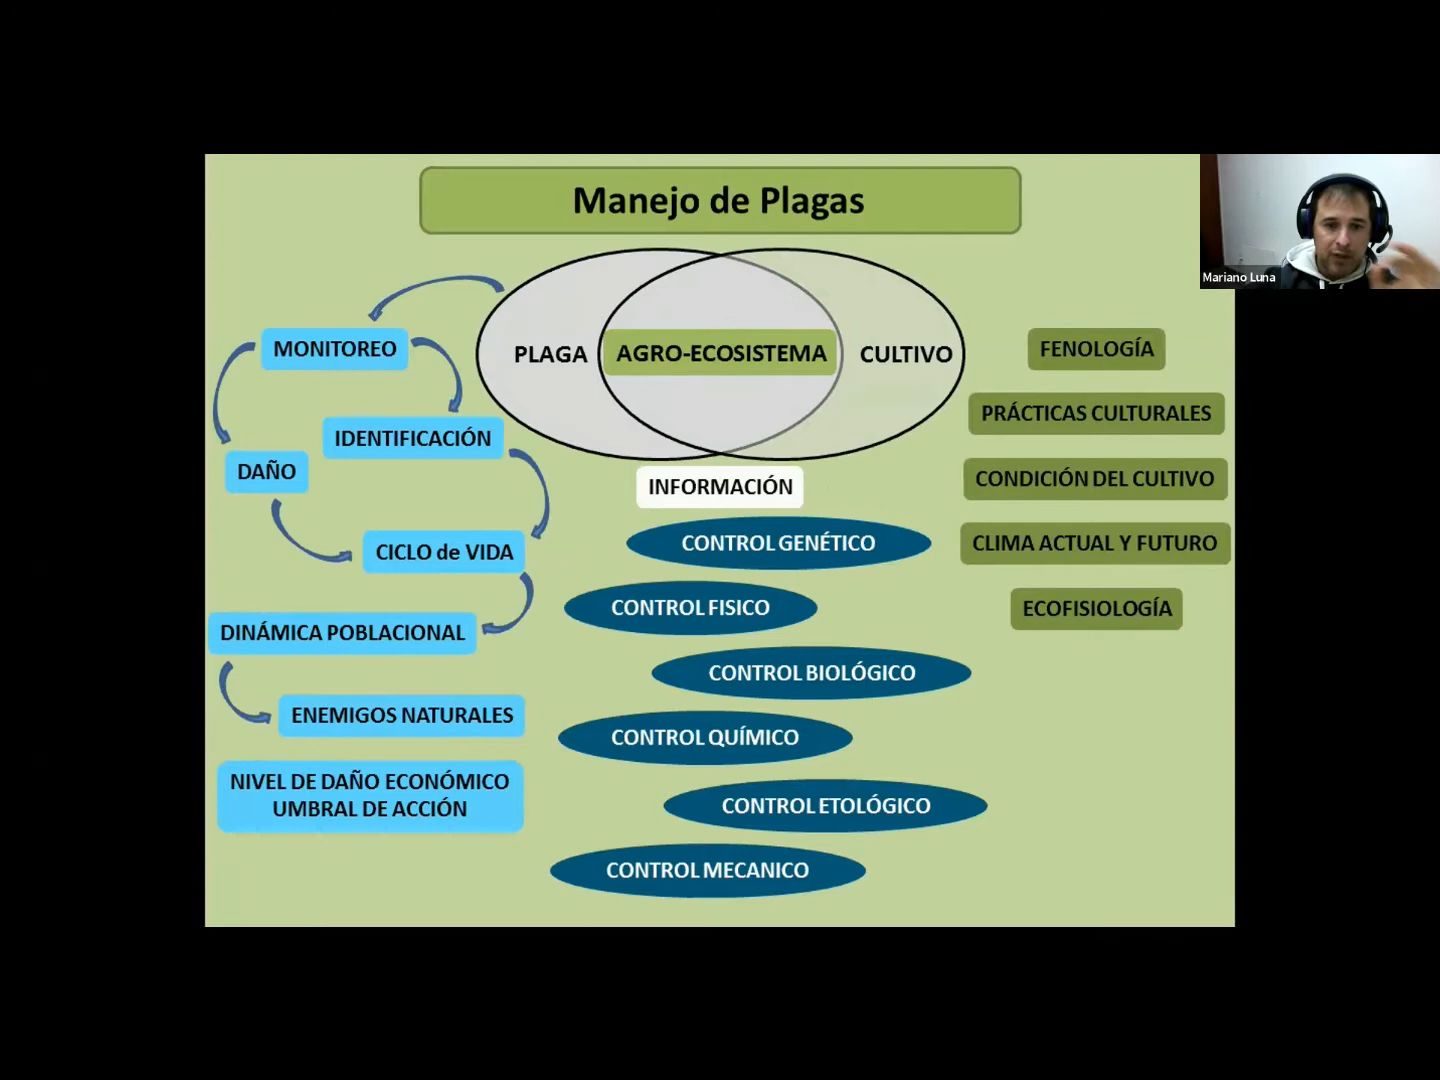 Manejo de Plagas
Mariano Luna
MONITOREO
PLAGA
AGRO-ECOSISTEMA
CULTIVO
FENOLOGÍA
PRÁCTICAS CULTURALES
IDENTIFICACIÓN
DAÑO
CONDICIÓN DEL CULTIVO
INFORMACIÓN
CICLO de VIDA
CONTROL GENÉTICO
CLIMA ACTUAL Y FUTURO
CONTROL FISICO
ECOFISIOLOGÍA
DINÁMICA POBLACIONAL
CONTROL BIOLÓGICO
ENEMIGOS NATURALES
CONTROL QUÍMICO
NIVEL DE DAÑO ECONÓMICO
UMBRAL DE ACCIÓN
CONTROL ETOLÓGICO
CONTROL MECANICO